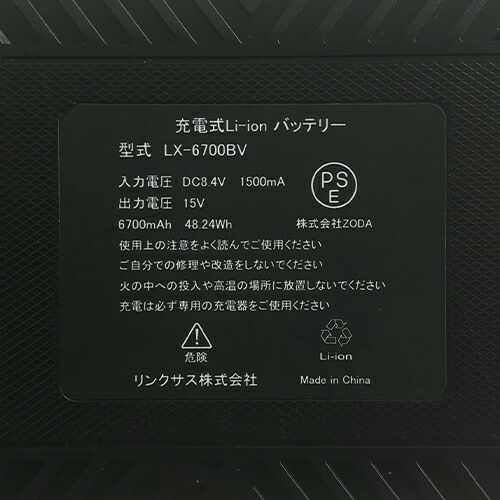 充電式Li-ion バッテリー
型式 LX-6700BV
入力電圧 DC8.4V 1500mA
出力電圧 15V
6700mAh 48.24Wh
PSE
株式会社ZODA
使用上の注意をよく読んでご使用ください
ご自分での修理や改造をしないでください
火の中への投入や高温の場所に放置しないでください
充電は必ず専用の充電器をご使用ください
危険
Li-ion
リンクサス株式会社
Made in China